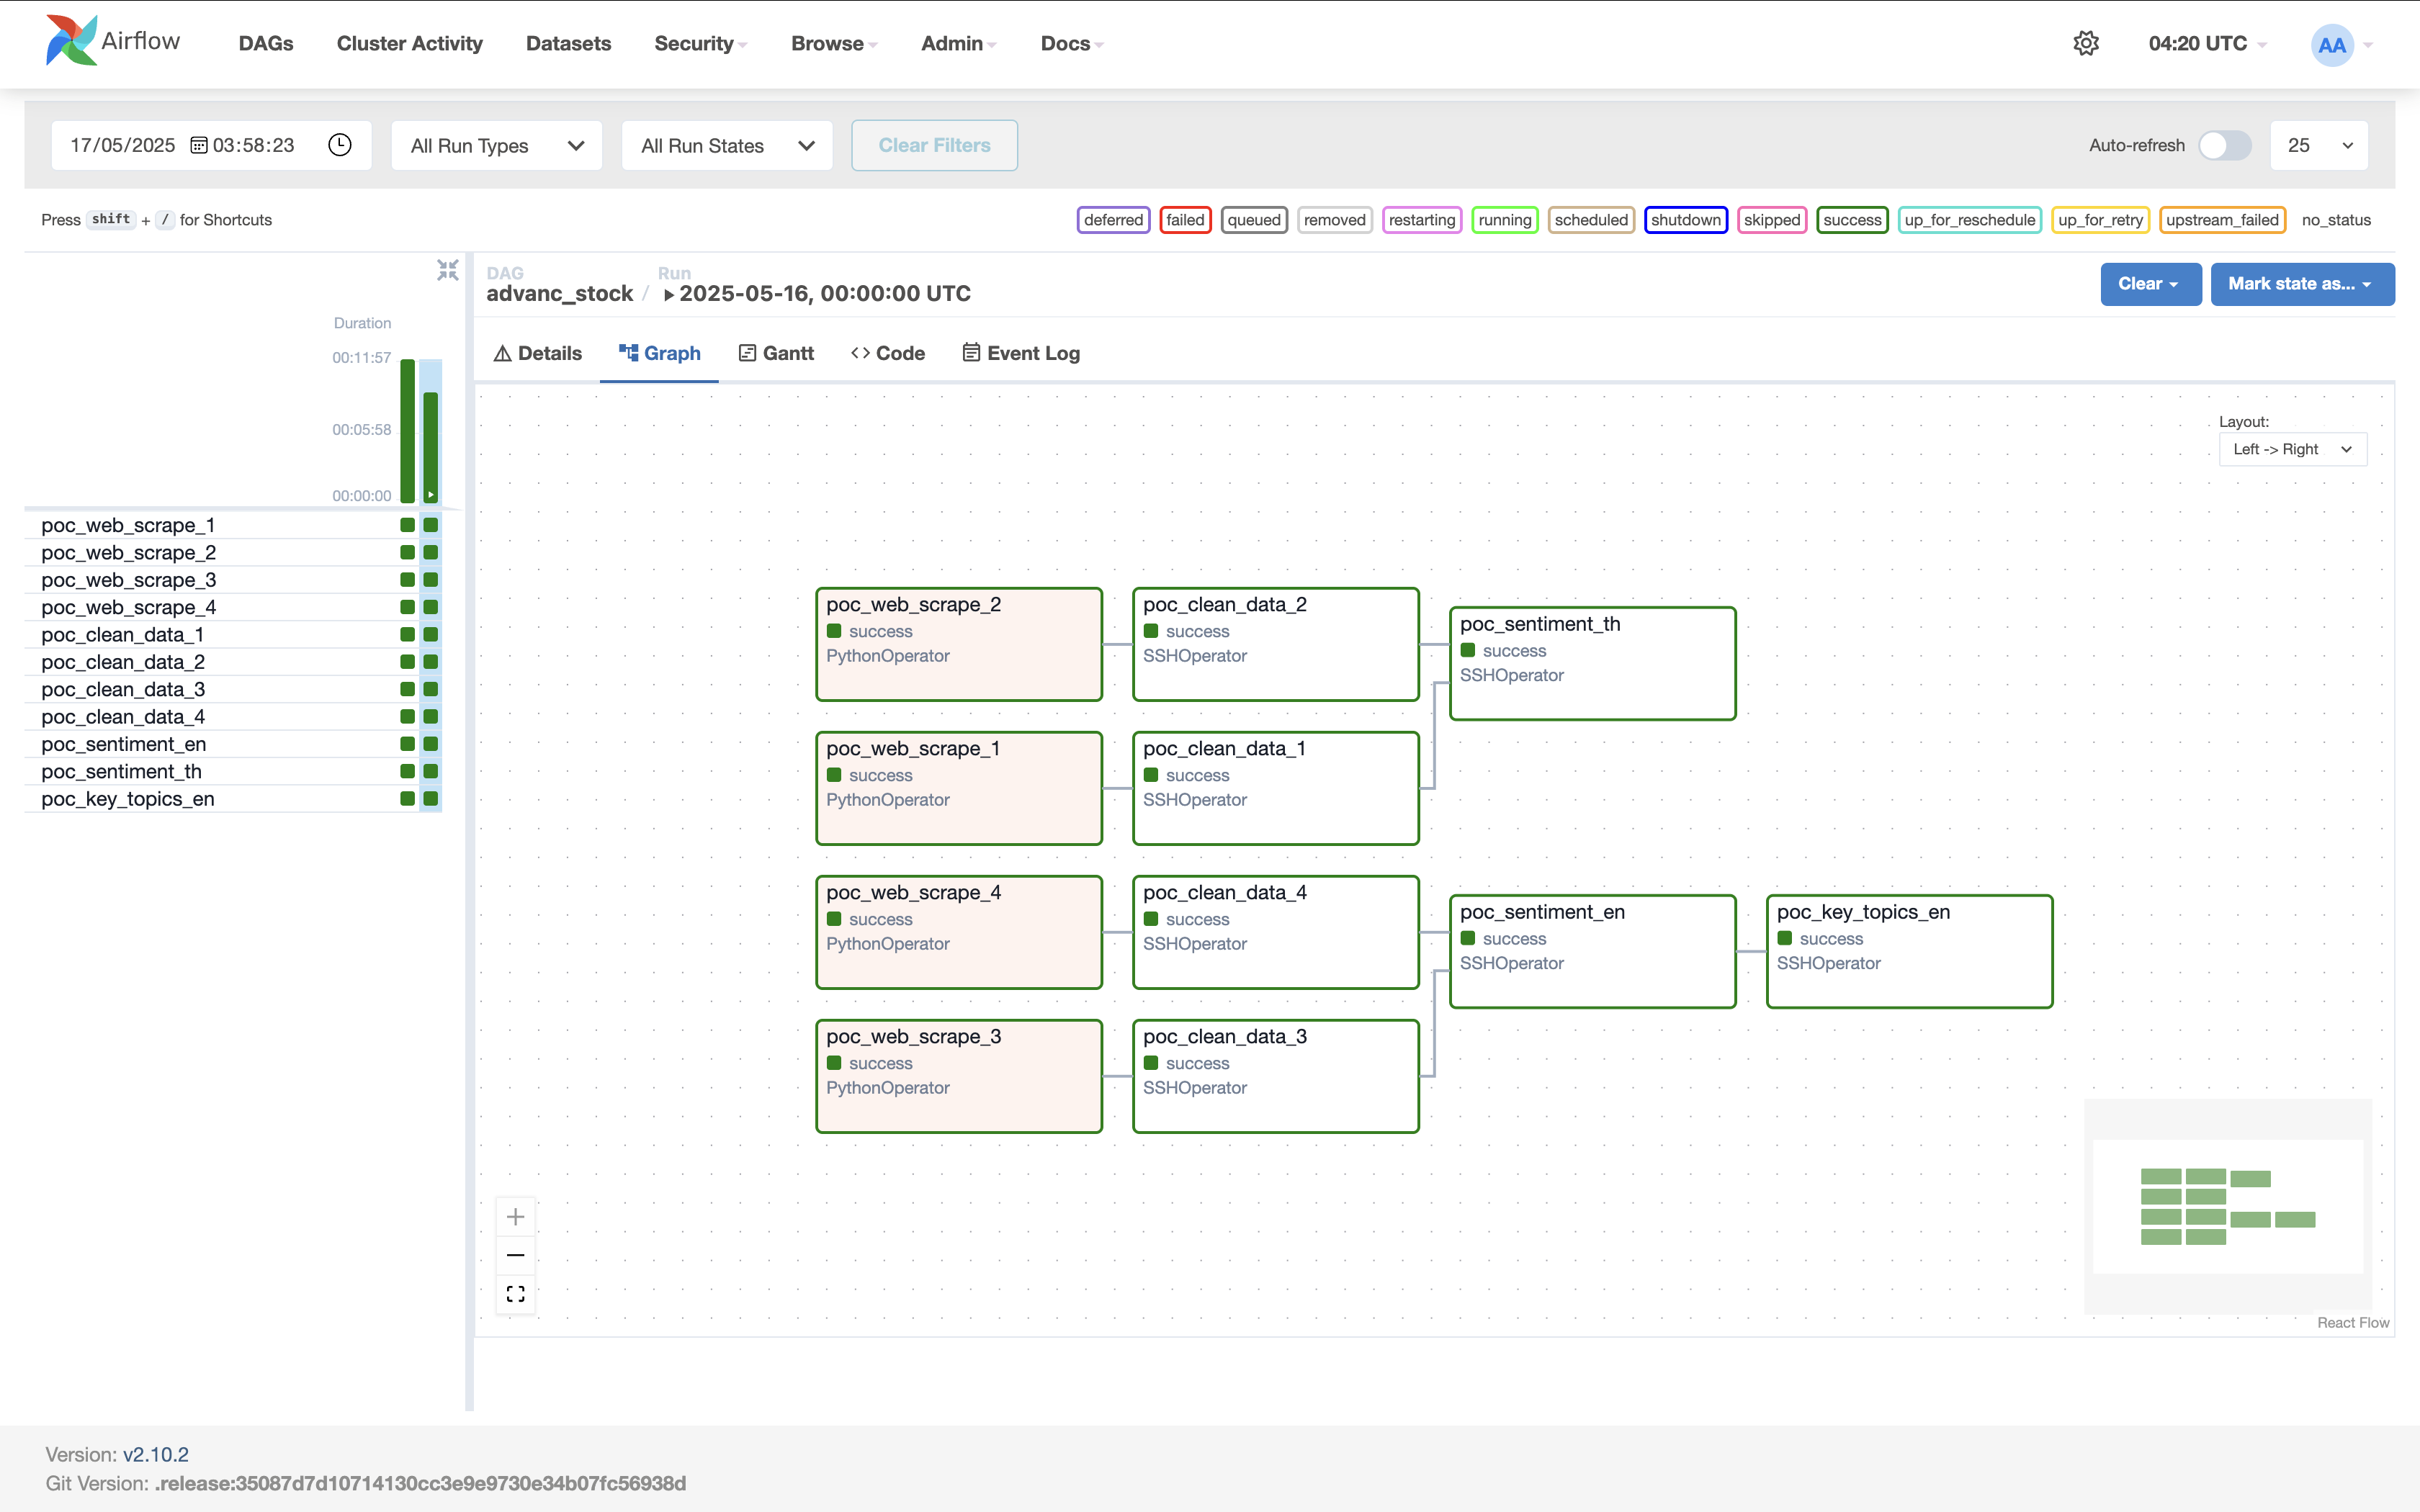 Airflow
DAGs Cluster Activity Datasets Security Browse Admin Docs 04:20 UTC AA
17/05/2025 03:58:23 All Run Types All Run States Clear Filters Auto-refresh 25
Press shift + / for Shortcuts
deferred failed queued removed restarting running scheduled shutdown skipped success up_for_reschedule up_for_retry upstream_failed no_status
DAG Run
advanc_stock / 2025-05-16, 00:00:00 UTC
Clear Mark state as...
Details Graph Gantt Code Event Log
Duration
00:11:57
00:05:58
00:00:00
poc_web_scrape_1
poc_web_scrape_2
poc_web_scrape_3
poc_web_scrape_4
poc_clean_data_1
poc_clean_data_2
poc_clean_data_3
poc_clean_data_4
poc_sentiment_en
poc_sentiment_th
poc_key_topics_en
Layout:
Left -> Right
poc_web_scrape_2
success
PythonOperator
poc_clean_data_2
success
SSHOperator
poc_sentiment_th
success
SSHOperator
poc_web_scrape_1
success
PythonOperator
poc_clean_data_1
success
SSHOperator
poc_web_scrape_4
success
PythonOperator
poc_clean_data_4
success
SSHOperator
poc_sentiment_en
success
SSHOperator
poc_key_topics_en
success
SSHOperator
poc_web_scrape_3
success
PythonOperator
poc_clean_data_3
success
SSHOperator
React Flow
Version: v2.10.2
Git Version: .release:35087d7d10714130cc3e9e9730e34b07fc56938d